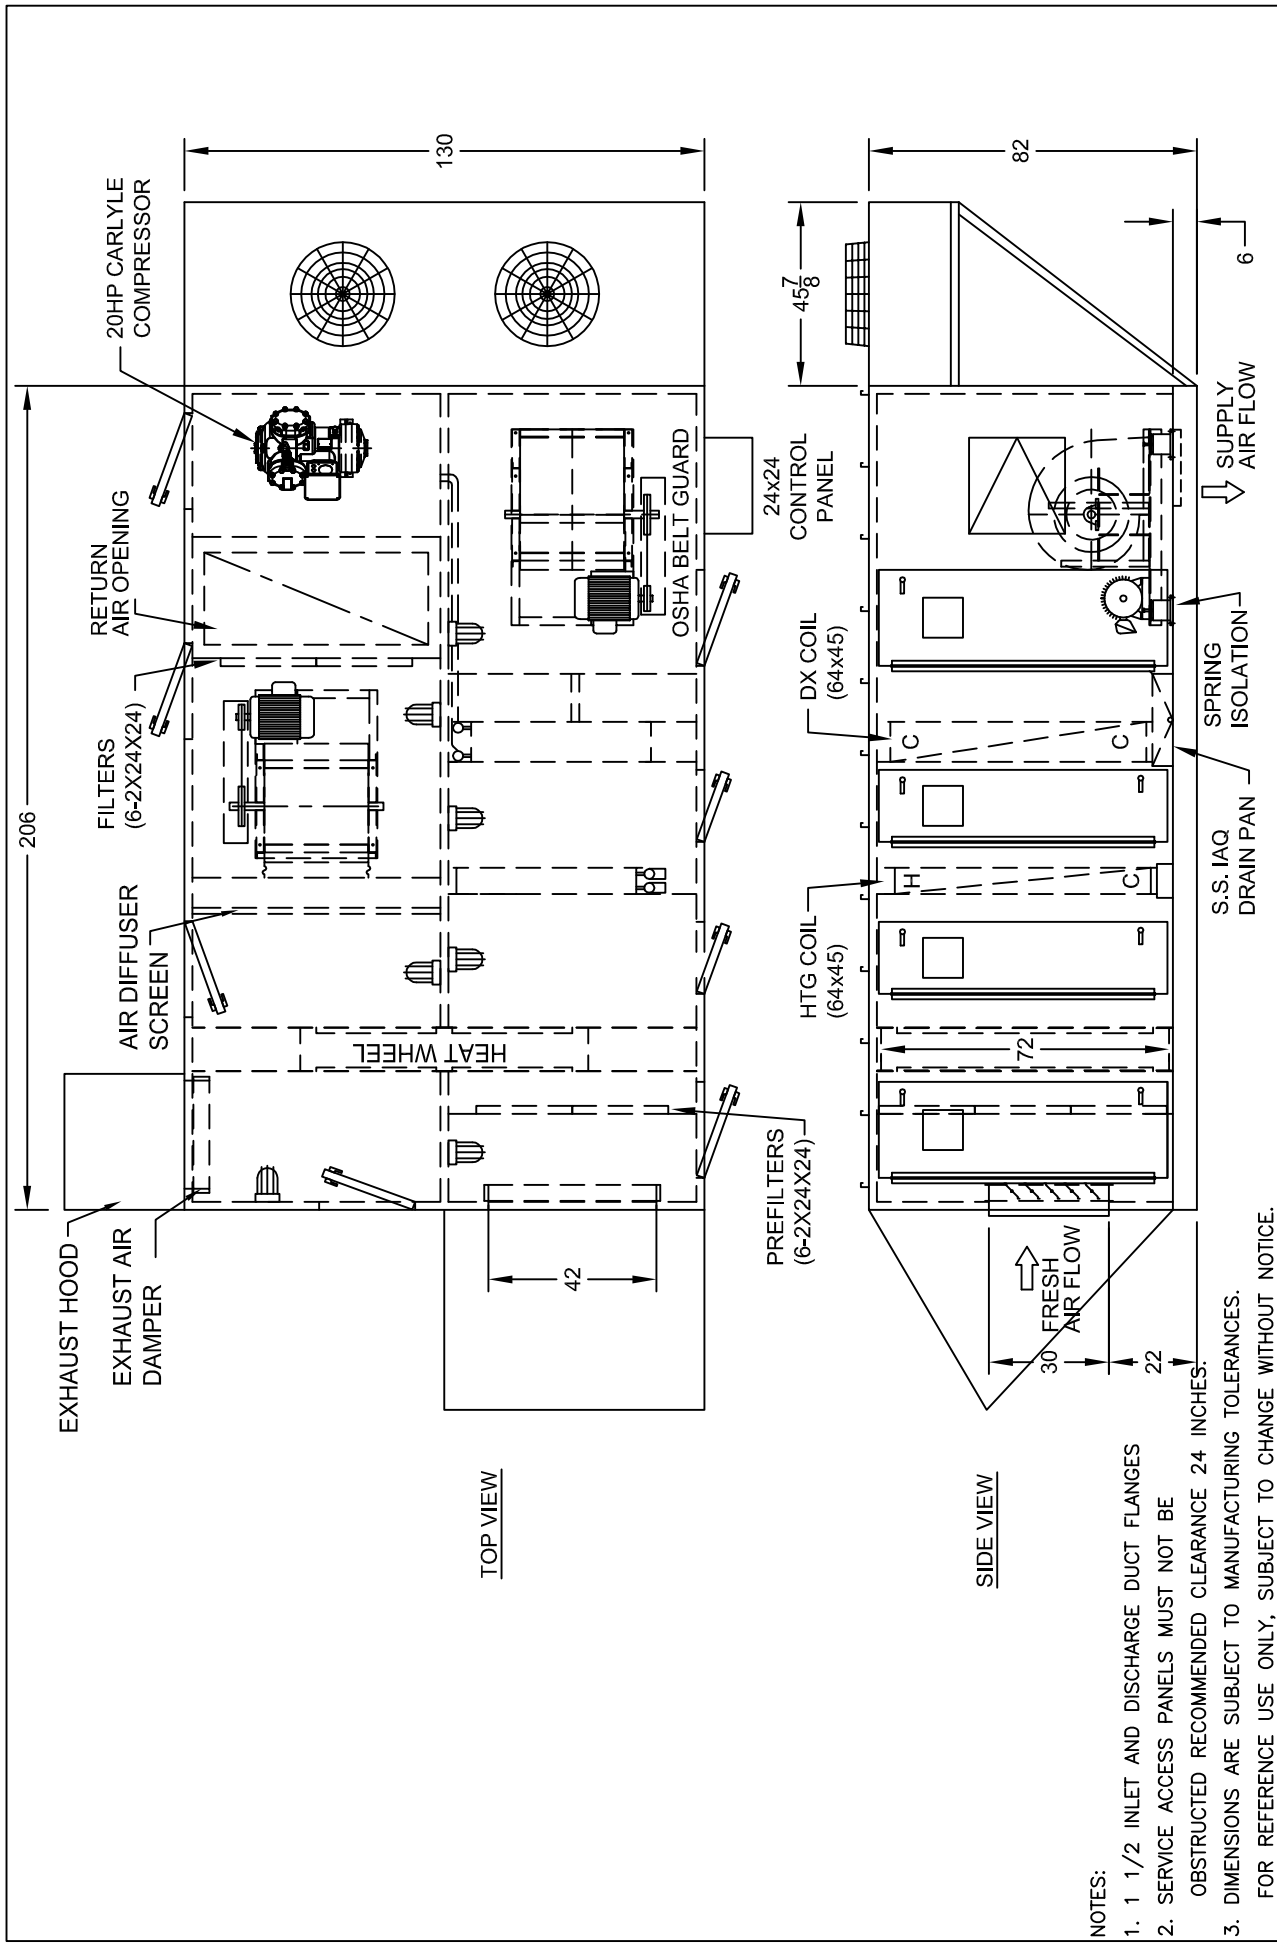 EXHAUST HOOD
EXHAUST AIR
DAMPER
206
AIR DIFFUSER
SCREEN
FILTERS
(6-2X24X24)
RETURN
AIR OPENING
20HP CARLYLE
COMPRESSOR
130
HEAT WHEEL
OSHA BELT GUARD
42
PREFILTERS
(6-2X24X24)
24x24
CONTROL
PANEL
TOP VIEW
HTG COIL
(64x45)
DX COIL
(64x45)
45 7/8
82
H
C
C
C
72
30
22
FRESH
AIR FLOW
S.S. IAQ
DRAIN PAN
SPRING
ISOLATION
SUPPLY
AIR FLOW
6
SIDE VIEW
NOTES:
1. 1 1/2 INLET AND DISCHARGE DUCT FLANGES
2. SERVICE ACCESS PANELS MUST NOT BE
OBSTRUCTED RECOMMENDED CLEARANCE 24 INCHES.
3. DIMENSIONS ARE SUBJECT TO MANUFACTURING TOLERANCES.
FOR REFERENCE USE ONLY, SUBJECT TO CHANGE WITHOUT NOTICE.